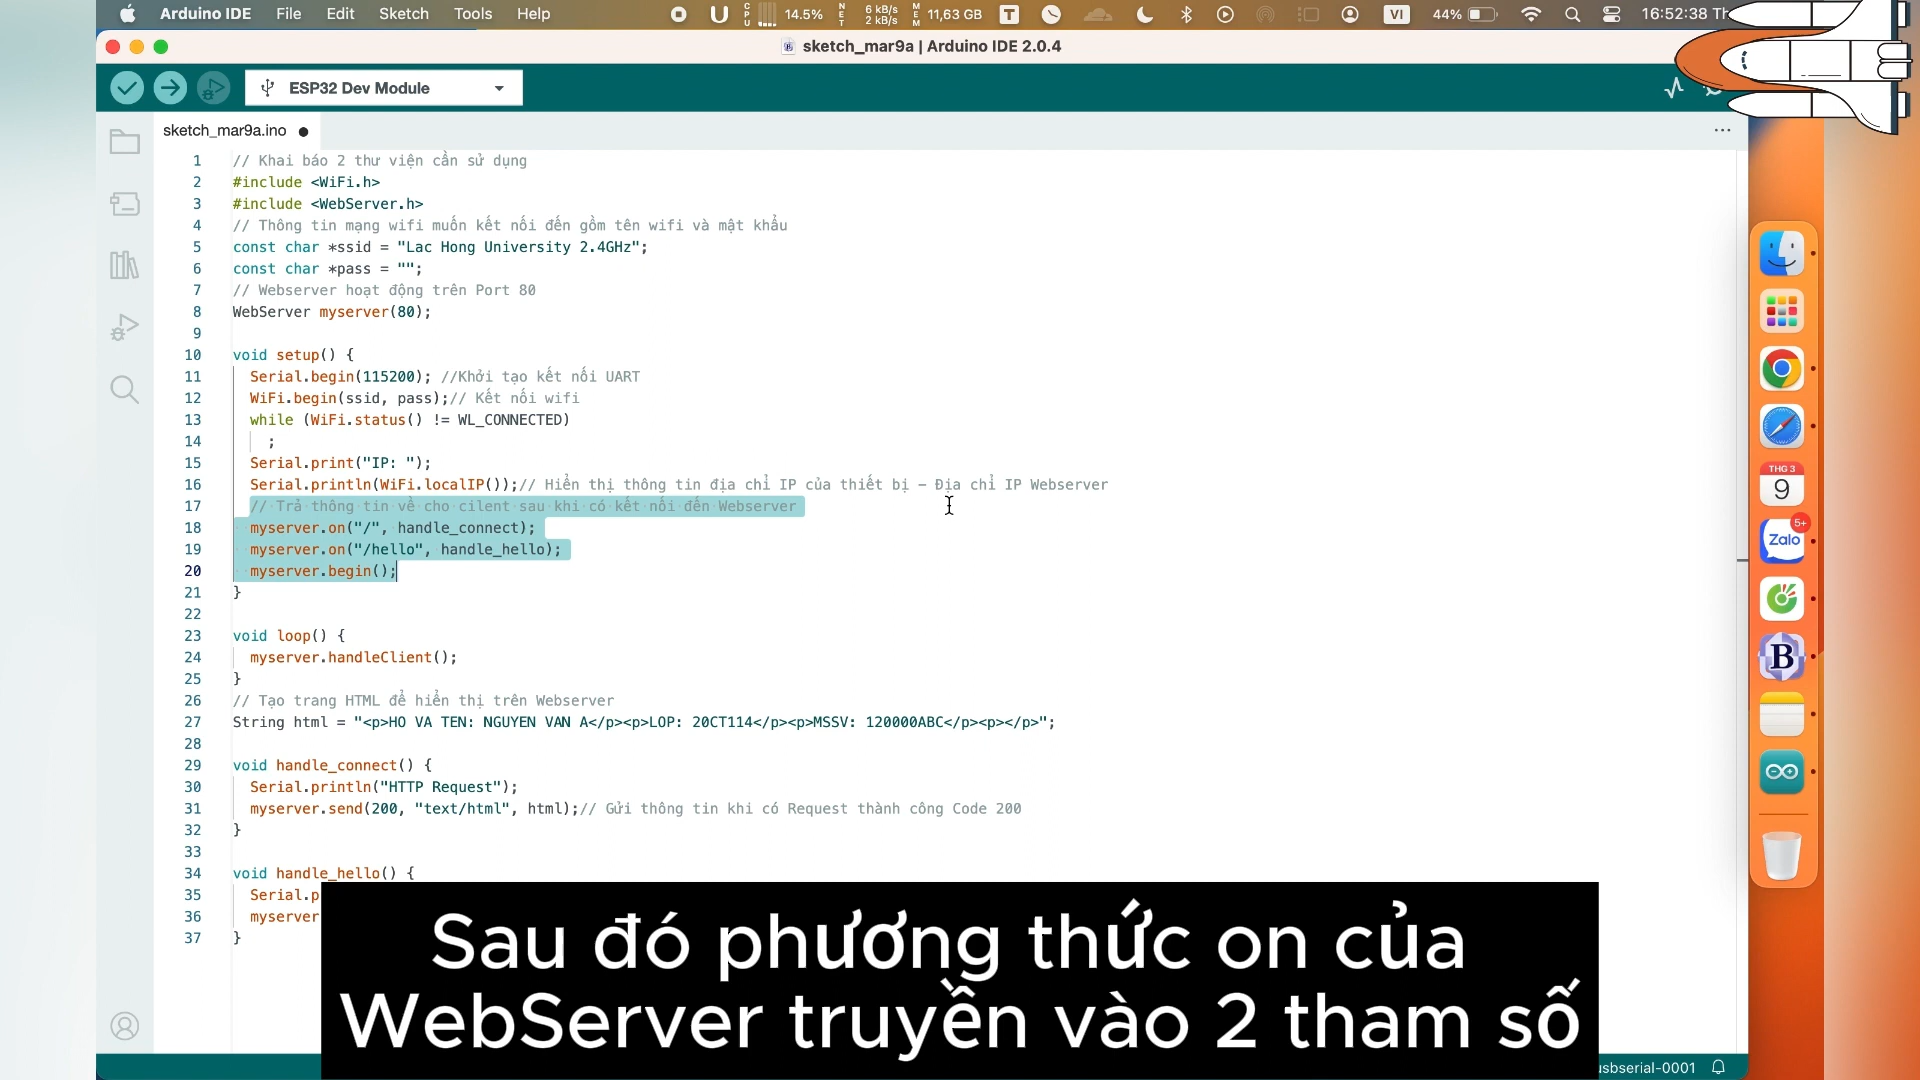 Arduino IDE File Edit Sketch Tools Help
U CPU 14.5% NET 6 kB/s 2 kB/s MEM 11,63 GB T VI 44% 16:52:38 Th
sketch_mar9a | Arduino IDE 2.0.4
ESP32 Dev Module
sketch_mar9a.ino
1 // Khai báo 2 thư viện cần sử dụng
2 #include <WiFi.h>
3 #include <WebServer.h>
4 // Thông tin mạng wifi muốn kết nối đến gồm tên wifi và mật khẩu
5 const char *ssid = "Lac Hong University 2.4GHz";
6 const char *pass = "";
7 // Webserver hoạt động trên Port 80
8 WebServer myserver(80);
9
10 void setup() {
11 Serial.begin(115200); //Khởi tạo kết nối UART
12 WiFi.begin(ssid, pass);// Kết nối wifi
13 while (WiFi.status() != WL_CONNECTED)
14 ;
15 Serial.print("IP: ");
16 Serial.println(WiFi.localIP());// Hiển thị thông tin địa chỉ IP của thiết bị – Địa chỉ IP Webserver
17 // Trả thông tin về cho cilent sau khi có kết nối đến Webserver
18 myserver.on("/", handle_connect);
19 myserver.on("/hello", handle_hello);
20 myserver.begin();
21 }
22
23 void loop() {
24 myserver.handleClient();
25 }
26 // Tạo trang HTML để hiển thị trên Webserver
27 String html = "<p>HO VA TEN: NGUYEN VAN A</p><p>LOP: 20CT114</p><p>MSSV: 120000ABC</p><p></p>";
28
29 void handle_connect() {
30 Serial.println("HTTP Request");
31 myserver.send(200, "text/html", html);// Gửi thông tin khi có Request thành công Code 200
32 }
33
34 void handle_hello() {
35 Serial.p
36 myserver
37 }
THG 3
9
5+
Zalo
B
Sau đó phương thức on của
WebServer truyền vào 2 tham số
usbserial-0001